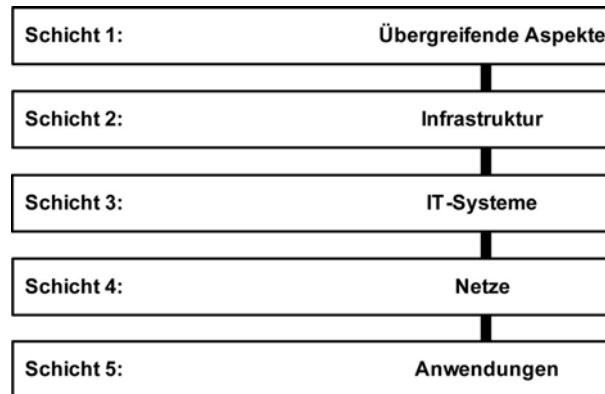 Schicht 1: Übergreifende Aspekte
Schicht 2: Infrastruktur
Schicht 3: IT-Systeme
Schicht 4: Netze
Schicht 5: Anwendungen